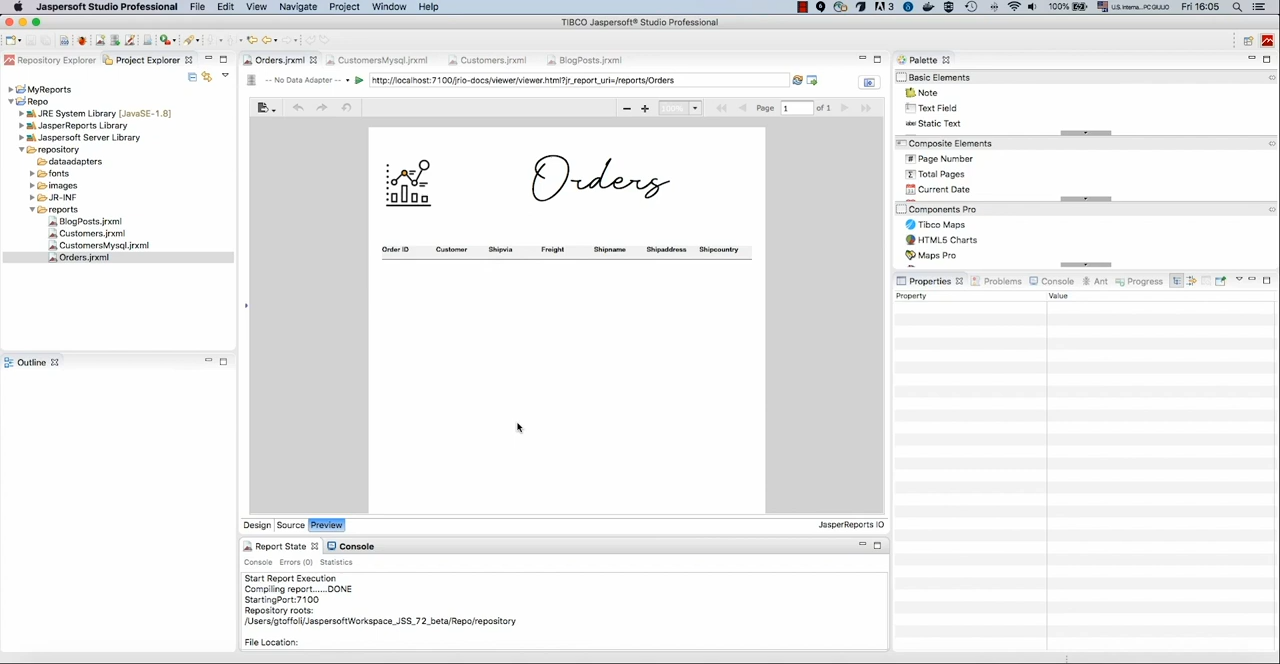 Jaspersoft Studio Professional File Edit View Navigate Project Window Help 3 100% U.S. Interna... PC GIULIO Fri 16:05
TIBCO Jaspersoft® Studio Professional
Repository Explorer Project Explorer
Orders.jrxml CustomersMysql.jrxml Customers.jrxml BlogPosts.jrxml
Palette
-- No Data Adapter -- http://localhost:7100/jrio-docs/viewer/viewer.html?jr_report_uri=/reports/Orders
Basic Elements
Note
Text Field
abc Static Text
Composite Elements
# Page Number
Total Pages
Current Date
Components Pro
Tibco Maps
HTML5 Charts
Maps Pro
MyReports
Repo
JRE System Library [JavaSE-1.8]
JasperReports Library
Jaspersoft Server Library
repository
dataadapters
fonts
images
JR-INF
reports
BlogPosts.jrxml
Customers.jrxml
CustomersMysql.jrxml
Orders.jrxml
100% Page 1 of 1
Orders
Order ID Customer Shipvia Freight Shipname Shipaddress Shipcountry
Properties Problems Console Ant Progress
Property Value
Outline
Design Source Preview JasperReports IO
Report State Console
Console Errors (0) Statistics
Start Report Execution
Compiling report......DONE
StartingPort:7100
Repository roots:
/Users/gtoffoli/JaspersoftWorkspace_JSS_72_beta/Repo/repository
File Location: